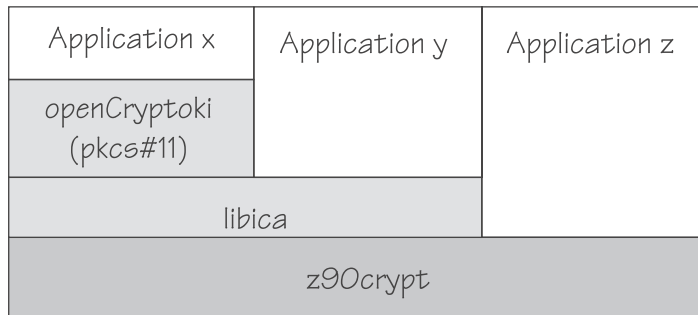 Application x
Application y
Application z
openCryptoki
(pkcs#11)
libica
z90crypt